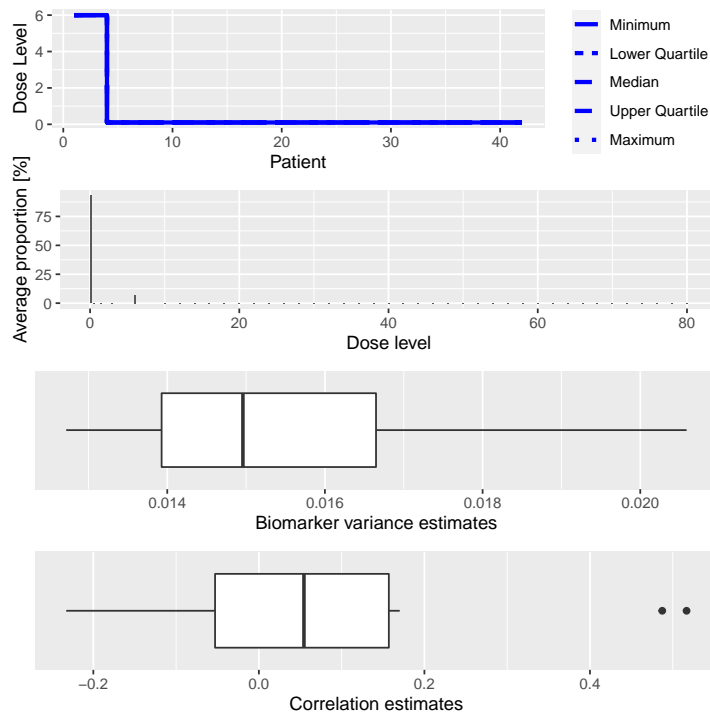 Dose Level
6
4
2
0
0 10 20 30 40
Patient
Minimum
Lower Quartile
Median
Upper Quartile
Maximum
Average proportion [%]
75
50
25
0
0 20 40 60 80
Dose level
0.014 0.016 0.018 0.020
Biomarker variance estimates
−0.2 0.0 0.2 0.4
Correlation estimates